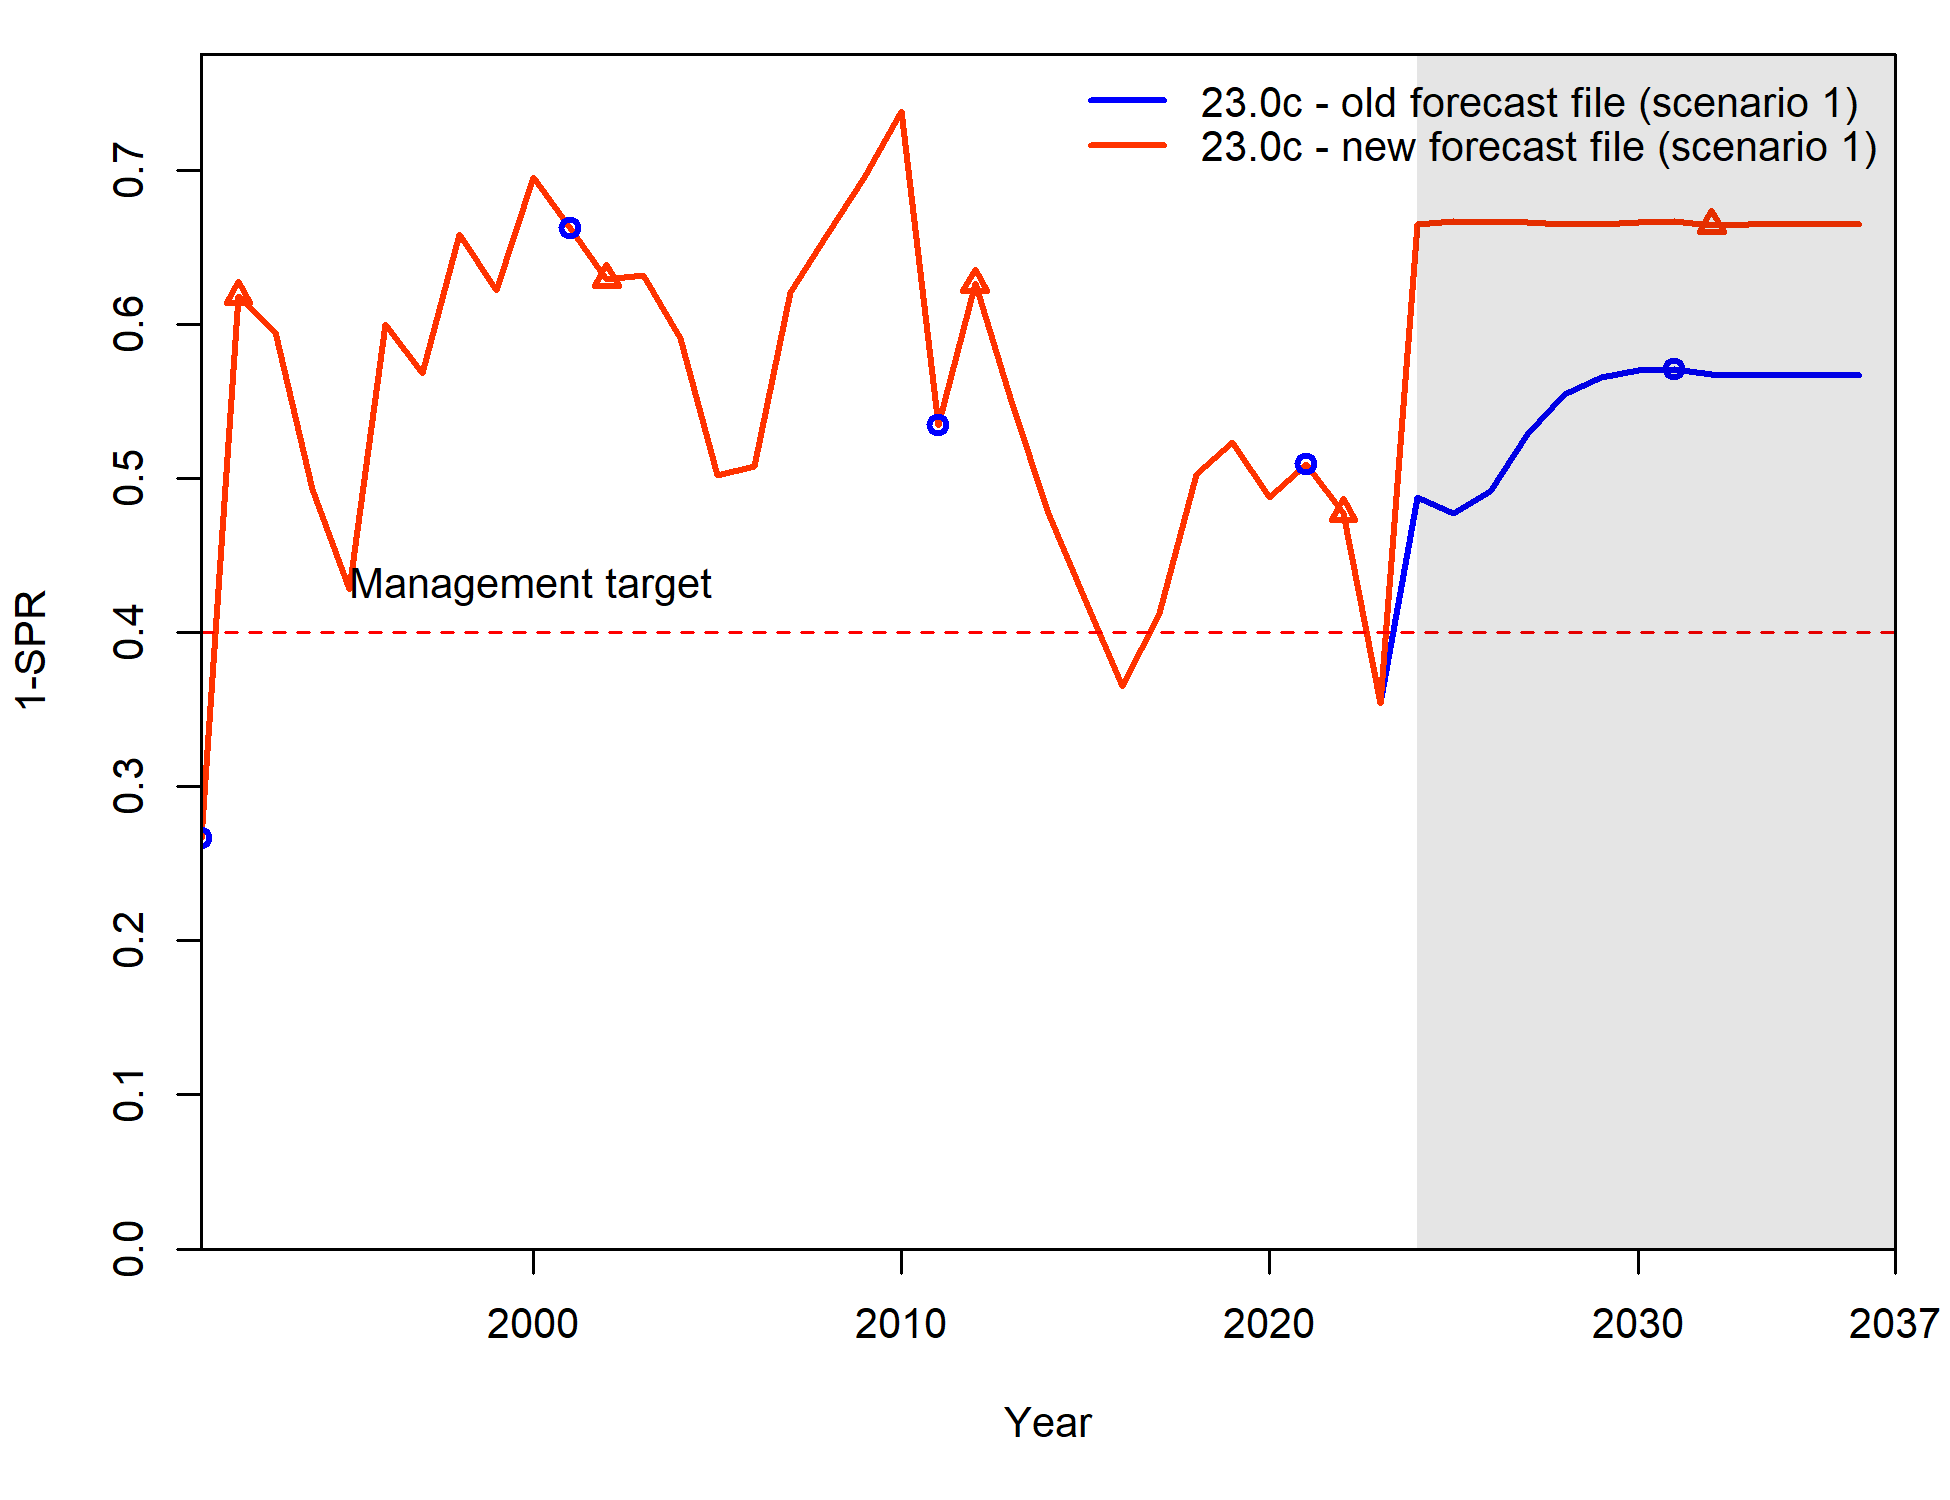 23.0c - old forecast file (scenario 1)
23.0c - new forecast file (scenario 1)
0.7
0.6
0.5
Management target
0.4
1-SPR
0.3
0.2
0.1
0.0
2000 2010 2020 2030 2037
Year